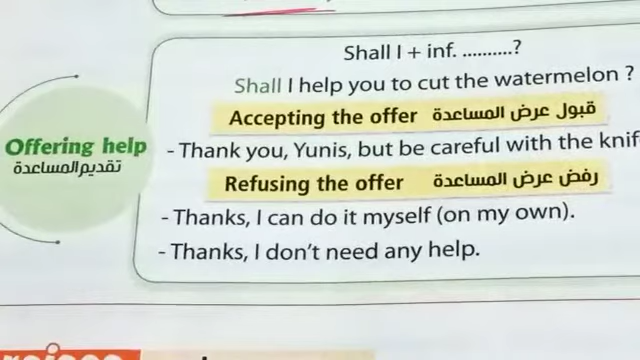 Shall I + inf. ..........?
Shall I help you to cut the watermelon ?
Accepting the offer قبول عرض المساعدة
Offering help
تقديم المساعدة
- Thank you, Yunis, but be careful with the knif
Refusing the offer رفض عرض المساعدة
- Thanks, I can do it myself (on my own).
- Thanks, I don't need any help.